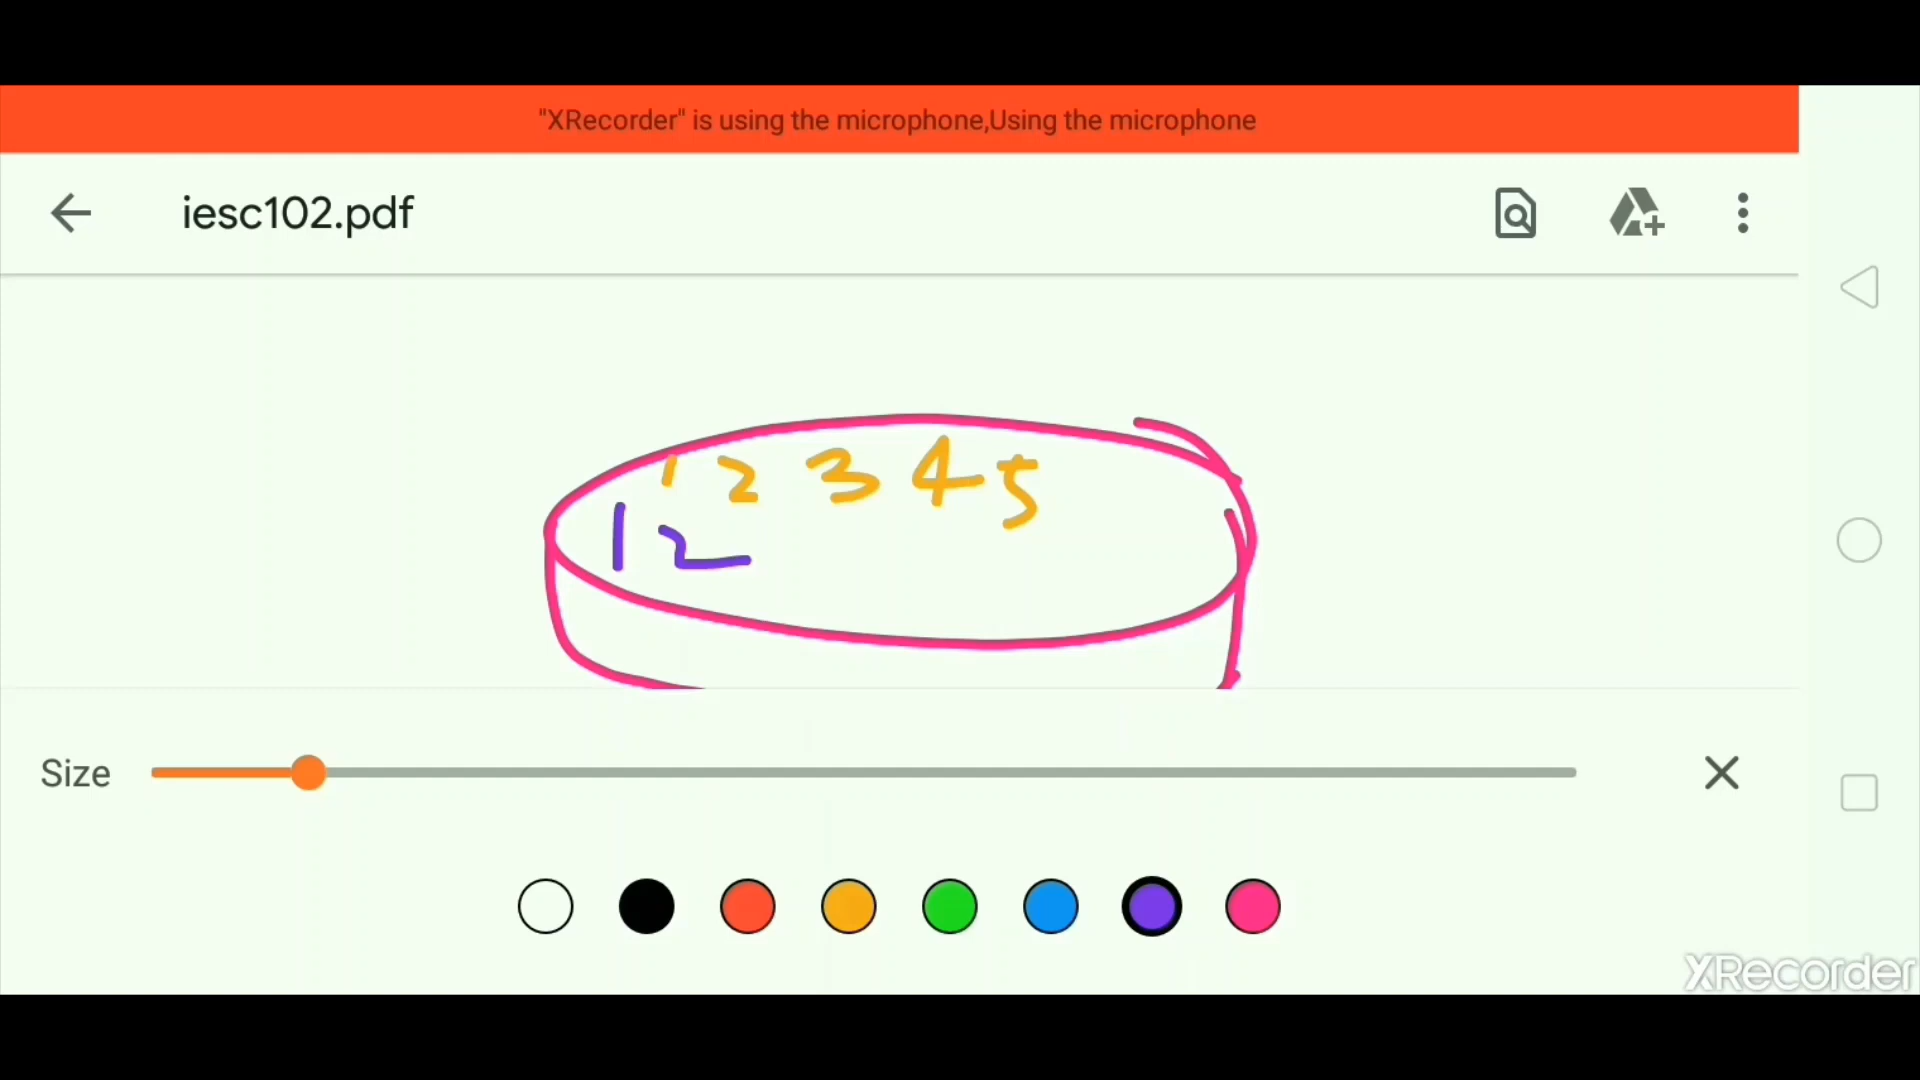 "XRecorder" is using the microphone,Using the microphone
iesc102.pdf
1 2 3 4 5
1 2
Size
XRecorder